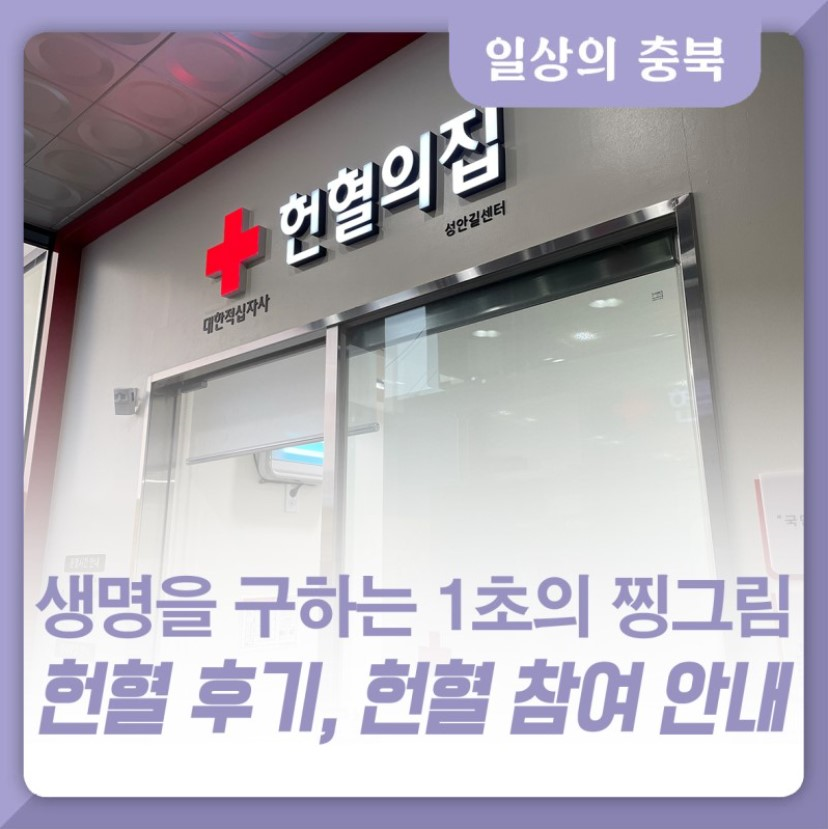 일상의 충북
헌혈의집
성안길센터
대한적십자사
생명을 구하는 1초의 찡그림
헌혈 후기, 헌혈 참여 안내